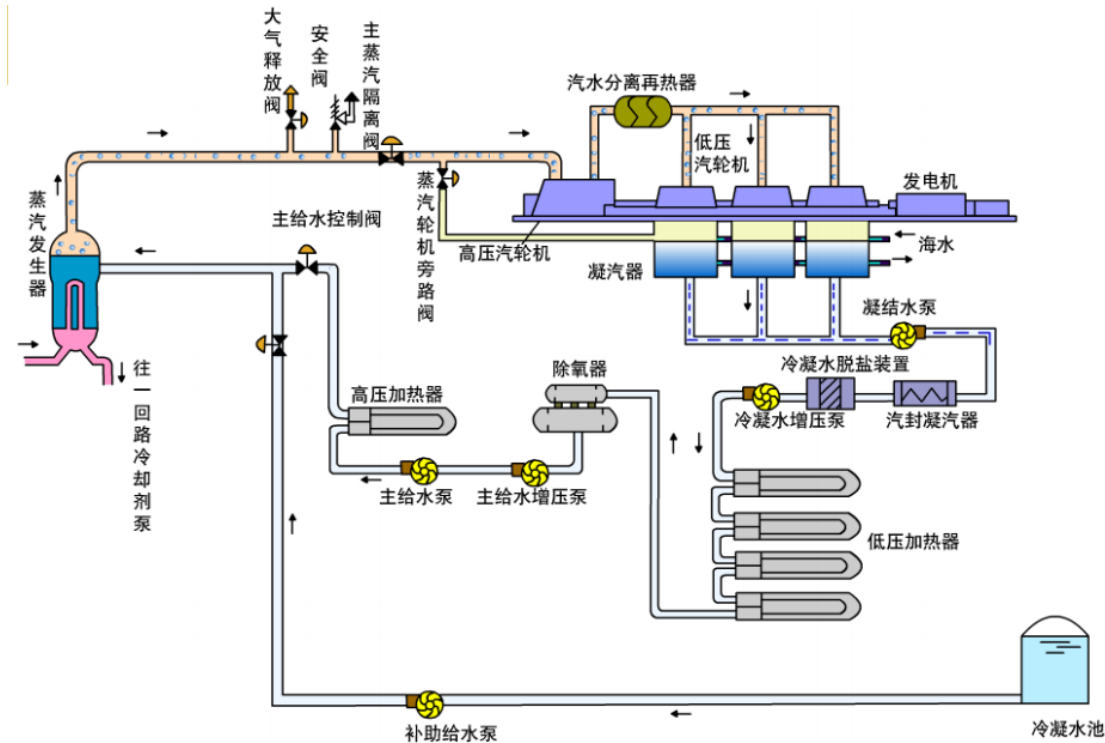 大气释放阀
安全阀
主蒸汽隔离阀
汽水分离再热器
低压
汽轮机
发电机
蒸汽发生器
主给水控制阀
蒸汽轮机旁路阀
高压汽轮机
凝汽器
海水
凝结水泵
往一回路冷却剂泵
高压加热器
除氧器
冷凝水脱盐装置
冷凝水增压泵
汽封凝汽器
主给水泵
主给水增压泵
低压加热器
补助给水泵
冷凝水池